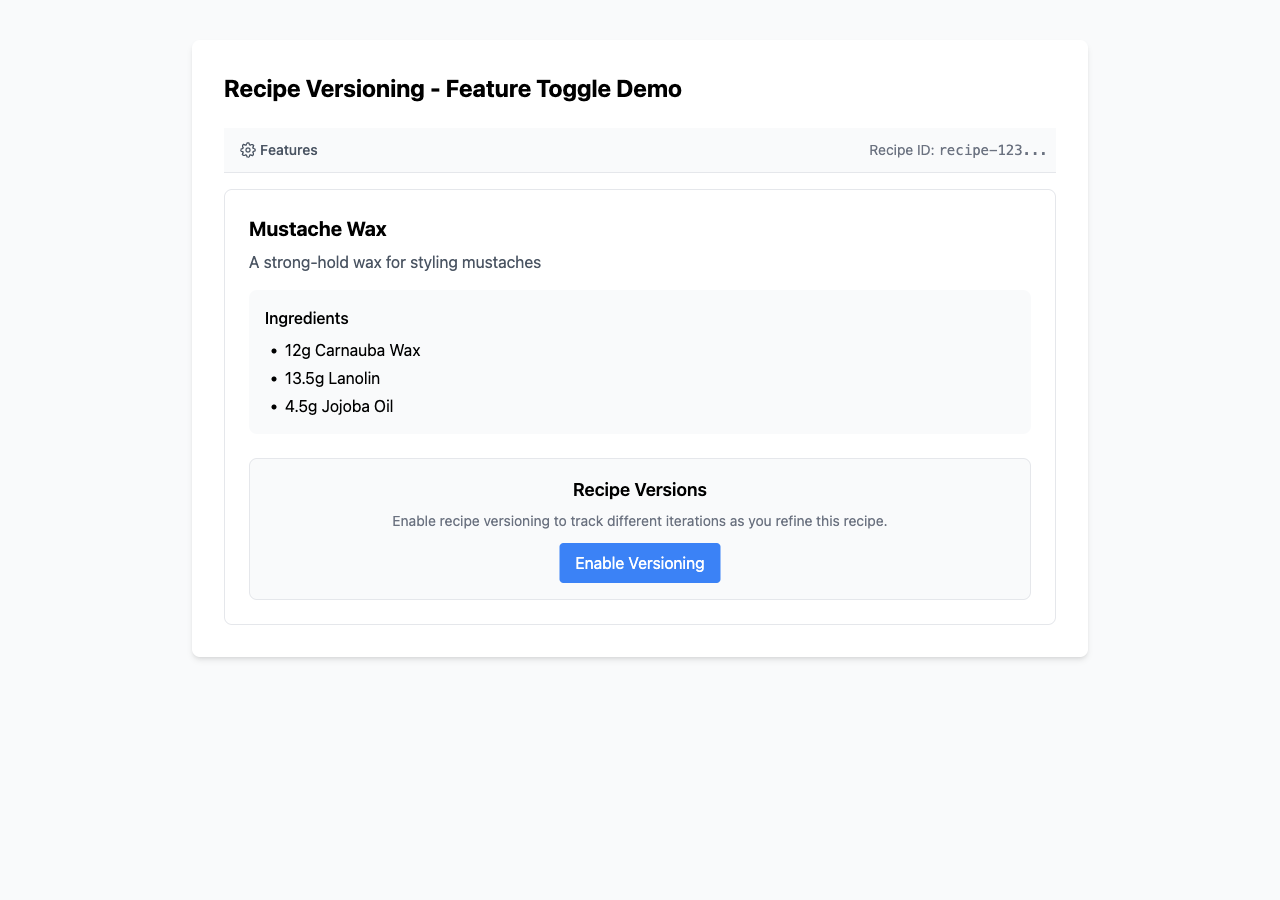 Recipe Versioning - Feature Toggle Demo
Features
Recipe ID: recipe-123...
Mustache Wax
A strong-hold wax for styling mustaches
Ingredients
• 12g Carnauba Wax
• 13.5g Lanolin
• 4.5g Jojoba Oil
Recipe Versions
Enable recipe versioning to track different iterations as you refine this recipe.
Enable Versioning